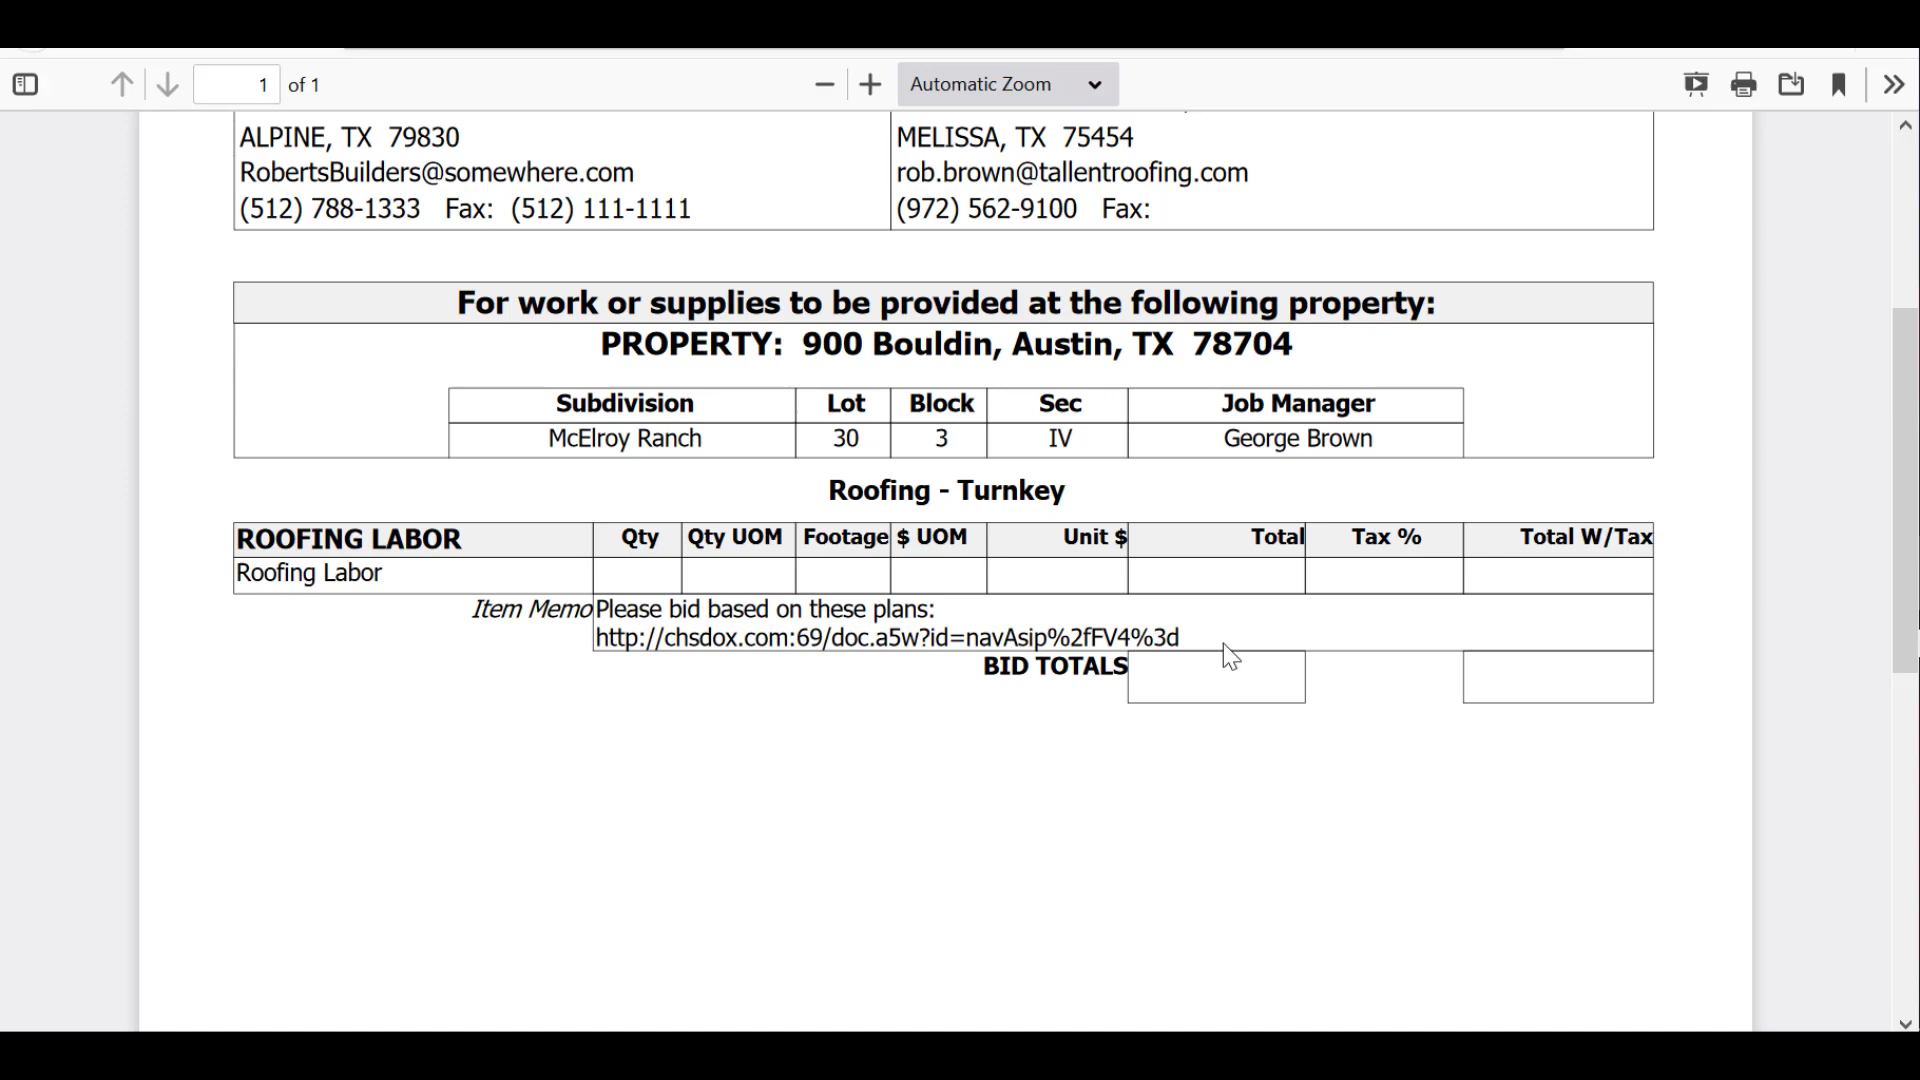 1 of 1 Automatic Zoom
ALPINE, TX 79830
RobertsBuilders@somewhere.com
(512) 788-1333 Fax: (512) 111-1111
MELISSA, TX 75454
rob.brown@tallentroofing.com
(972) 562-9100 Fax:
For work or supplies to be provided at the following property:
PROPERTY: 900 Bouldin, Austin, TX 78704
Subdivision Lot Block Sec Job Manager
McElroy Ranch 30 3 IV George Brown
Roofing - Turnkey
ROOFING LABOR Qty Qty UOM Footage $ UOM Unit $ Total Tax % Total W/Tax
Roofing Labor
Item Memo Please bid based on these plans:
http://chsdox.com:69/doc.a5w?id=navAsip%2fFV4%3d
BID TOTALS